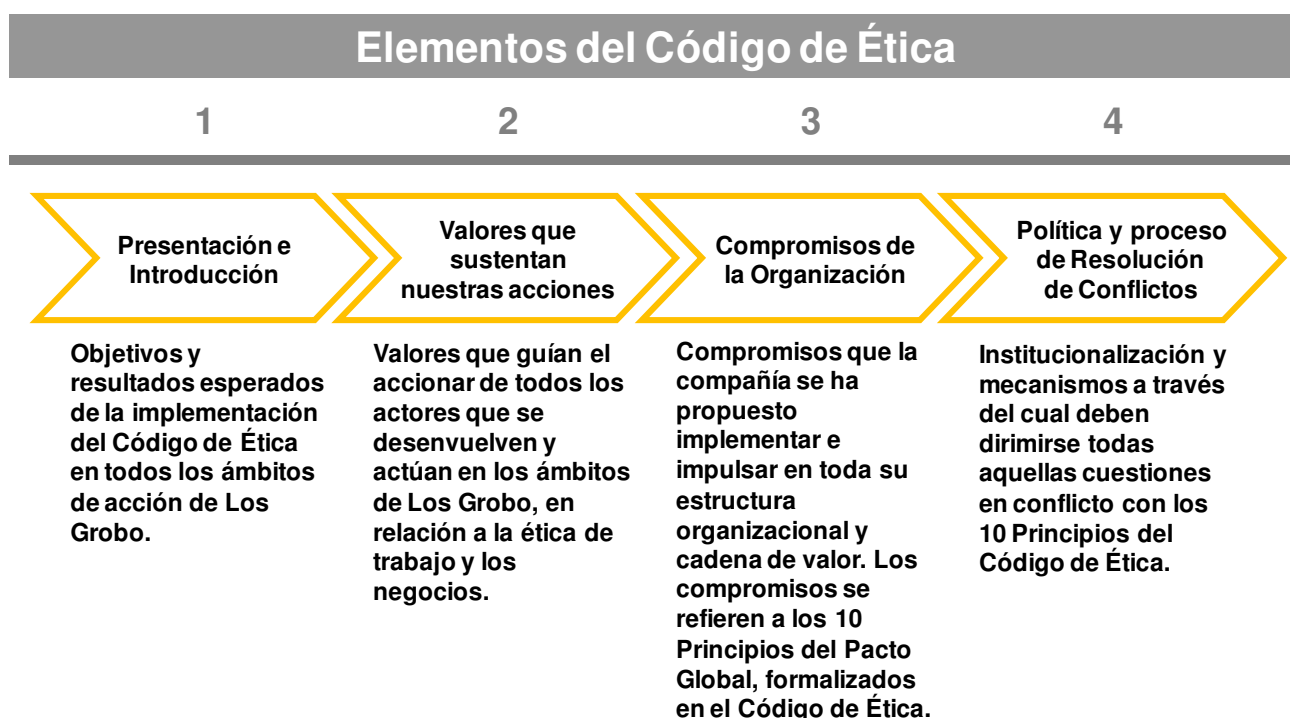 Elementos del Código de Ética
1
2
3
4
Presentación e
Introducción
Valores que
sustentan
nuestras acciones
Compromisos de
la Organización
Política y proceso
de Resolución
de Conflictos
Objetivos y
resultados esperados
de la implementación
del Código de Ética
en todos los ámbitos
de acción de Los
Grobo.
Valores que guían el
accionar de todos los
actores que se
desenvuelven y
actúan en los ámbitos
de Los Grobo, en
relación a la ética de
trabajo y los
negocios.
Compromisos que la
compañía se ha
propuesto
implementar e
impulsar en toda su
estructura
organizacional y
cadena de valor. Los
compromisos se
refieren a los 10
Principios del Pacto
Global, formalizados
en el Código de Ética.
Institucionalización y
mecanismos a través
del cual deben
dirimirse todas
aquellas cuestiones
en conflicto con los
10 Principios del
Código de Ética.